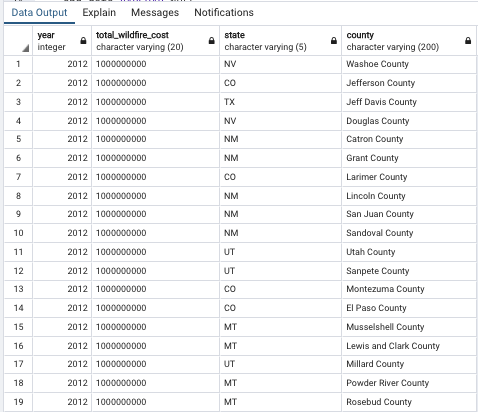 Data Output Explain Messages Notifications
year total_wildfire_cost state county
integer character varying (20) character varying (5) character varying (200)
1 2012 1000000000 NV Washoe County
2 2012 1000000000 CO Jefferson County
3 2012 1000000000 TX Jeff Davis County
4 2012 1000000000 NV Douglas County
5 2012 1000000000 NM Catron County
6 2012 1000000000 NM Grant County
7 2012 1000000000 CO Larimer County
8 2012 1000000000 NM Lincoln County
9 2012 1000000000 NM San Juan County
10 2012 1000000000 NM Sandoval County
11 2012 1000000000 UT Utah County
12 2012 1000000000 UT Sanpete County
13 2012 1000000000 CO Montezuma County
14 2012 1000000000 CO El Paso County
15 2012 1000000000 MT Musselshell County
16 2012 1000000000 MT Lewis and Clark County
17 2012 1000000000 UT Millard County
18 2012 1000000000 MT Powder River County
19 2012 1000000000 MT Rosebud County